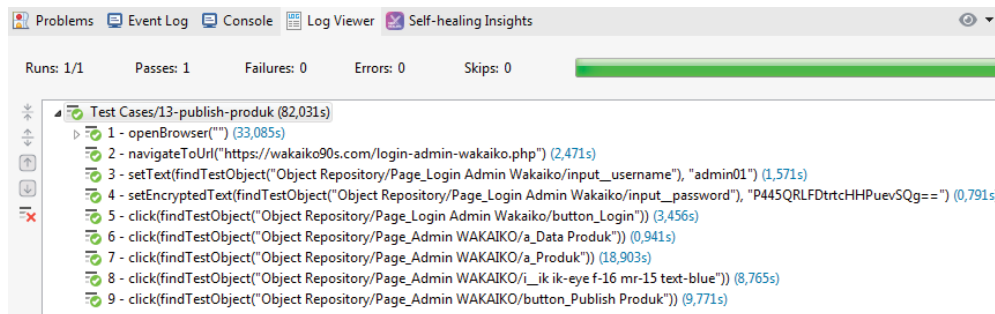 Problems Event Log Console Log Viewer Self-healing Insights
Runs: 1/1 Passes: 1 Failures: 0 Errors: 0 Skips: 0
Test Cases/13-publish-produk (82,031s)
1 - openBrowser("") (33,085s)
2 - navigateToUrl("https://wakaiko90s.com/login-admin-wakaiko.php") (2,471s)
3 - setText(findTestObject("Object Repository/Page_Login Admin Wakaiko/input__username"), "admin01") (1,571s)
4 - setEncryptedText(findTestObject("Object Repository/Page_Login Admin Wakaiko/input__password"), "P445QRLFDtrtcHHPuevSQg==") (0,791s
5 - click(findTestObject("Object Repository/Page_Login Admin Wakaiko/button_Login")) (3,456s)
6 - click(findTestObject("Object Repository/Page_Admin WAKAIKO/a_Data Produk")) (0,941s)
7 - click(findTestObject("Object Repository/Page_Admin WAKAIKO/a_Produk")) (18,903s)
8 - click(findTestObject("Object Repository/Page_Admin WAKAIKO/i__ik ik-eye f-16 mr-15 text-blue")) (8,765s)
9 - click(findTestObject("Object Repository/Page_Admin WAKAIKO/button_Publish Produk")) (9,771s)